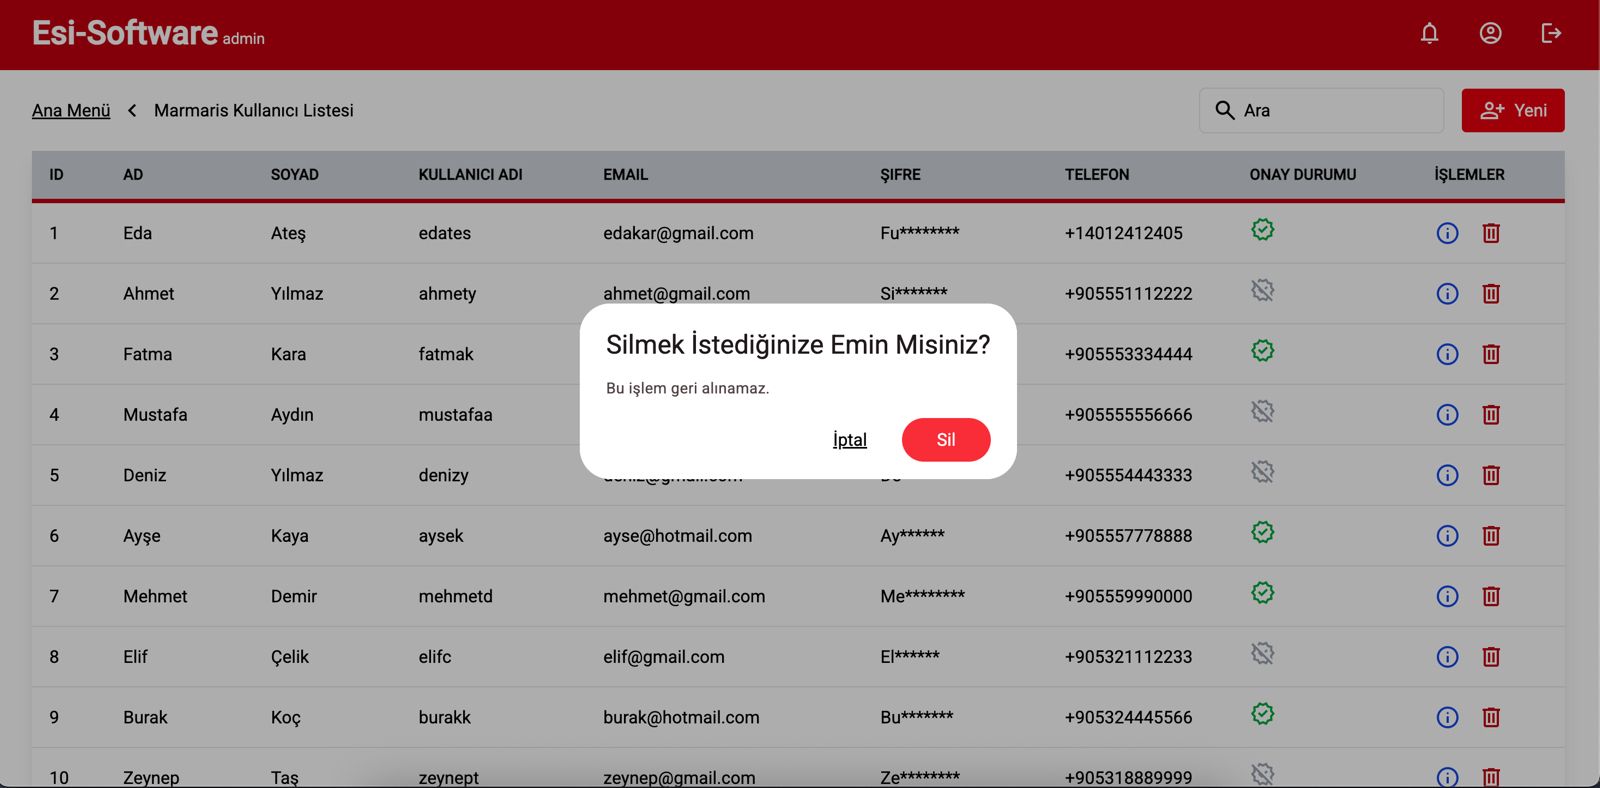 Esi-Software admin
Ana Menü Marmaris Kullanıcı Listesi Ara Yeni
ID AD SOYAD KULLANICI ADI EMAIL ŞIFRE TELEFON ONAY DURUMU İŞLEMLER
1 Eda Ateş edates edakar@gmail.com Fu******** +14012412405
2 Ahmet Yılmaz ahmety ahmet@gmail.com Si******* +905551112222
Silmek İstediğinize Emin Misiniz?
Bu işlem geri alınamaz.
İptal Sil
3 Fatma Kara fatmak +905553334444
4 Mustafa Aydın mustafaa +905555556666
5 Deniz Yılmaz denizy +905554443333
6 Ayşe Kaya aysek ayse@hotmail.com Ay****** +905557778888
7 Mehmet Demir mehmetd mehmet@gmail.com Me******** +905559990000
8 Elif Çelik elifc elif@gmail.com El****** +905321112233
9 Burak Koç burakk burak@hotmail.com Bu******* +905324445566
10 Zeynep Taş zeynept zeynep@gmail.com Ze******** +905318889999